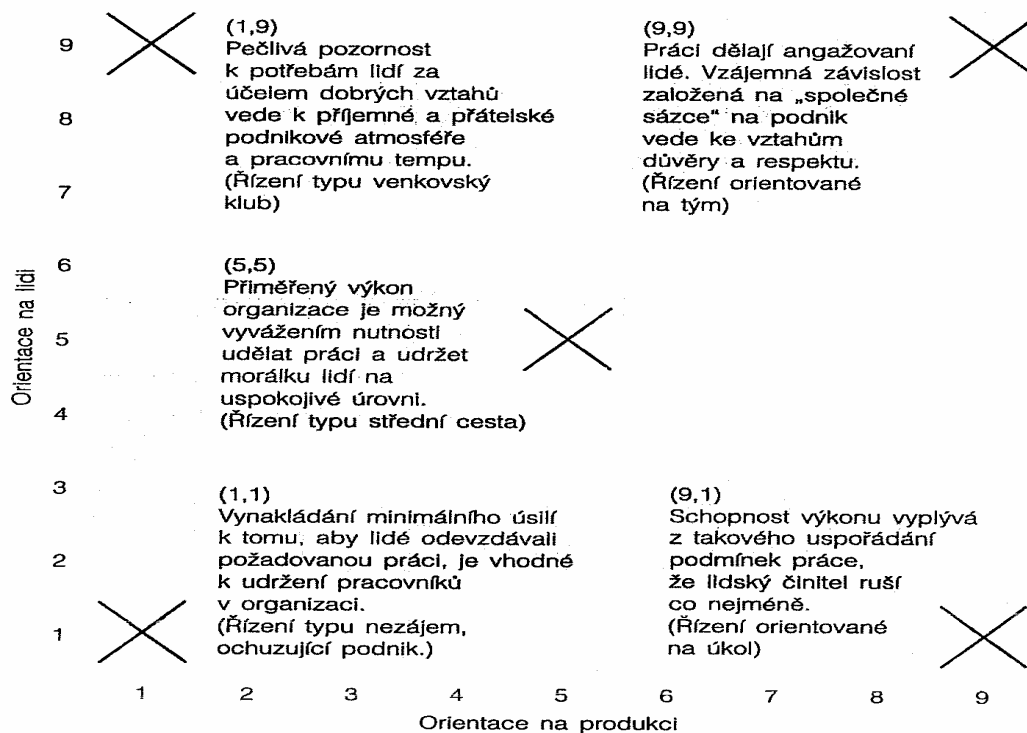 9
(1,9)
Pečlivá pozornost
k potřebám lidí za
účelem dobrých vztahů
vede k příjemné a přátelské
podnikové atmosféře
a pracovnímu tempu.
(Řízení typu venkovský
klub)
(9,9)
Práci dělají angažovaní
lidé. Vzájemná závislost
založená na „společné
sázce“ na podnik
vede ke vztahům
důvěry a respektu.
(Řízení orientované
na tým)
8
7
Orientace na lidi
6
(5,5)
Přiměřený výkon
organizace je možný
vyvážením nutnosti
udělat práci a udržet
morálku lidí na
uspokojivé úrovni.
(Řízení typu střední cesta)
5
4
3
(1,1)
Vynakládání minimálního úsilí
k tomu, aby lidé odevzdávali
požadovanou práci, je vhodné
k udržení pracovníků
v organizaci.
(Řízení typu nezájem,
ochuzující podnik.)
(9,1)
Schopnost výkonu vyplývá
z takového uspořádání
podmínek práce,
že lidský činitel ruší
co nejméně.
(Řízení orientované
na úkol)
2
1
1 2 3 4 5 6 7 8 9
Orientace na produkci